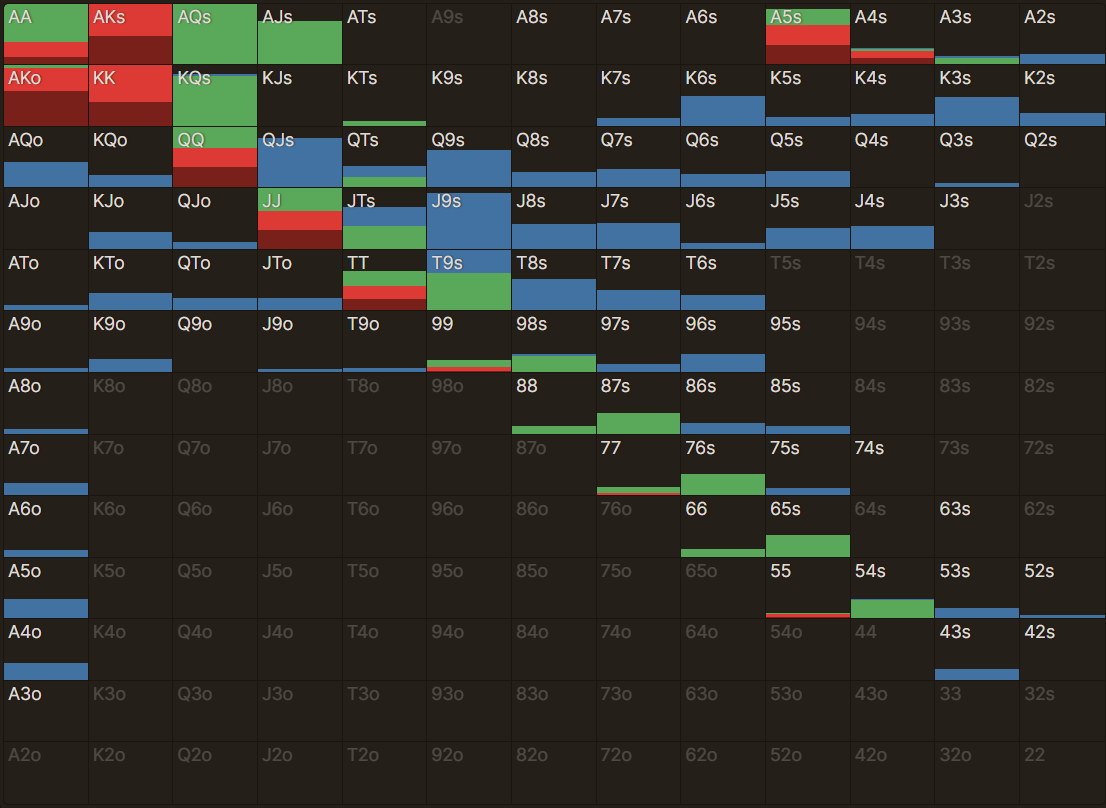 AA AKs AQs AJs ATs A9s A8s A7s A6s A5s A4s A3s A2s
AKo KK KQs KJs KTs K9s K8s K7s K6s K5s K4s K3s K2s
AQo KQo QQ QJs QTs Q9s Q8s Q7s Q6s Q5s Q4s Q3s Q2s
AJo KJo QJo JJ JTs J9s J8s J7s J6s J5s J4s J3s J2s
ATo KTo QTo JTo TT T9s T8s T7s T6s T5s T4s T3s T2s
A9o K9o Q9o J9o T9o 99 98s 97s 96s 95s 94s 93s 92s
A8o K8o Q8o J8o T8o 98o 88 87s 86s 85s 84s 83s 82s
A7o K7o Q7o J7o T7o 97o 87o 77 76s 75s 74s 73s 72s
A6o K6o Q6o J6o T6o 96o 86o 76o 66 65s 64s 63s 62s
A5o K5o Q5o J5o T5o 95o 85o 75o 65o 55 54s 53s 52s
A4o K4o Q4o J4o T4o 94o 84o 74o 64o 54o 44 43s 42s
A3o K3o Q3o J3o T3o 93o 83o 73o 63o 53o 43o 33 32s
A2o K2o Q2o J2o T2o 92o 82o 72o 62o 52o 42o 32o 22